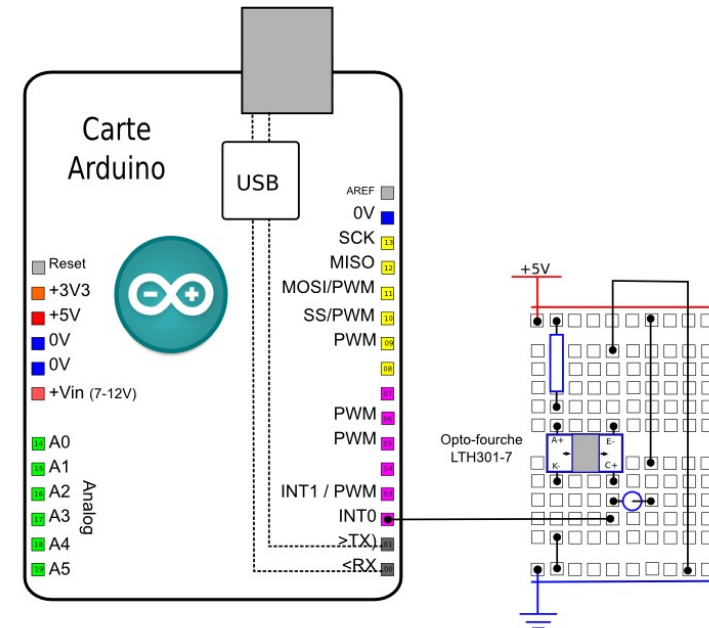 Carte
Arduino
USB
AREF
0V
SCK 13
MISO 12
MOSI/PWM 11
SS/PWM 10
PWM 09
08
07
PWM 06
PWM 05
04
INT1 / PWM 03
INT0
>TX) 01
<RX 00
Reset
+3V3
+5V
0V
0V
+Vin (7-12V)
14 A0
15 A1
16 A2
17 A3
18 A4
19 A5
Analog
+5V
Opto-fourche
LTH301-7
A+ E-
K- C+